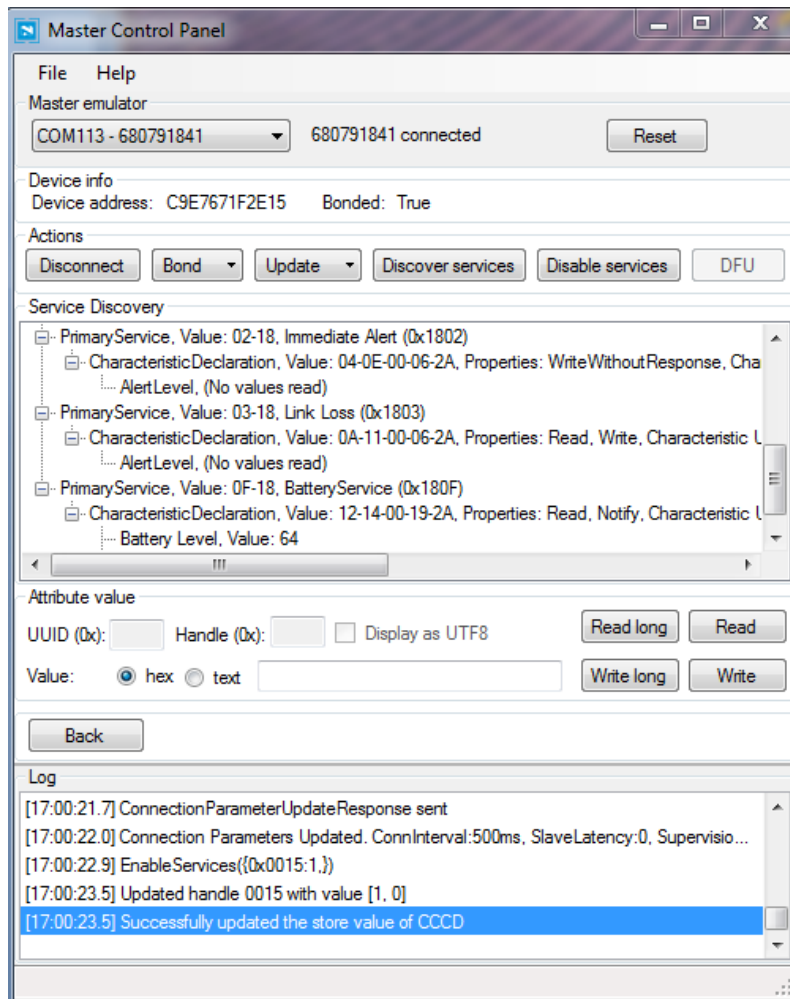 Master Control Panel
File Help
Master emulator
COM113 - 680791841 680791841 connected Reset
Device info
Device address: C9E7671F2E15 Bonded: True
Actions
Disconnect Bond Update Discover services Disable services DFU
Service Discovery
PrimaryService, Value: 02-18, Immediate Alert (0x1802)
CharacteristicDeclaration, Value: 04-0E-00-06-2A, Properties: WriteWithoutResponse, Cha
AlertLevel, (No values read)
PrimaryService, Value: 03-18, Link Loss (0x1803)
CharacteristicDeclaration, Value: 0A-11-00-06-2A, Properties: Read, Write, Characteristic U
AlertLevel, (No values read)
PrimaryService, Value: 0F-18, BatteryService (0x180F)
CharacteristicDeclaration, Value: 12-14-00-19-2A, Properties: Read, Notify, Characteristic U
Battery Level, Value: 64
Attribute value
UUID (0x): Handle (0x): Display as UTF8 Read long Read
Value: hex text Write long Write
Back
Log
[17:00:21.7] ConnectionParameterUpdateResponse sent
[17:00:22.0] Connection Parameters Updated. ConnInterval:500ms, SlaveLatency:0, Supervisio...
[17:00:22.9] EnableServices({0x0015:1,})
[17:00:23.5] Updated handle 0015 with value [1, 0]
[17:00:23.5] Successfully updated the store value of CCCD